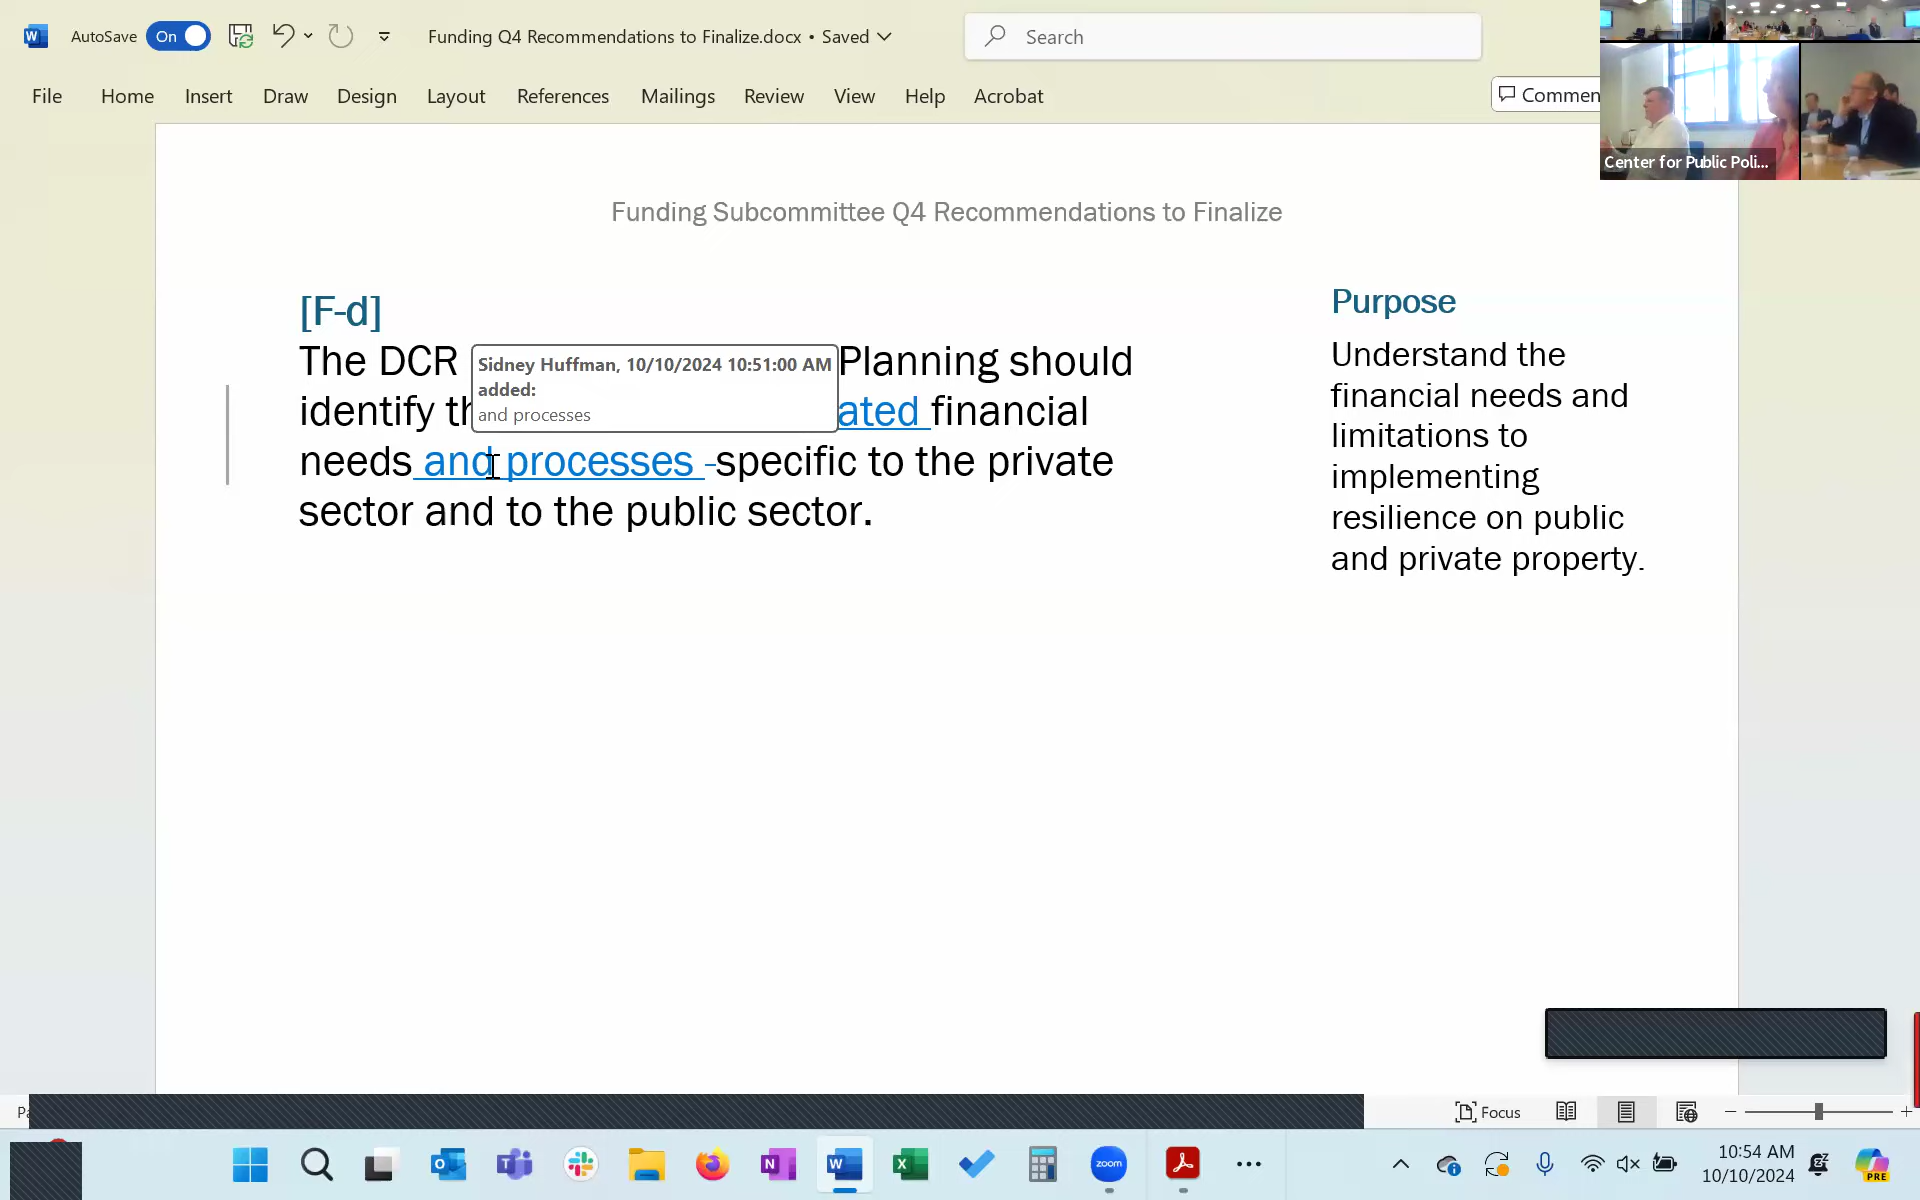 AutoSave On Funding Q4 Recommendations to Finalize.docx • Saved Search
File Home Insert Draw Design Layout References Mailings Review View Help Acrobat Commen
Center for Public Poli...
Funding Subcommittee Q4 Recommendations to Finalize
[F-d]
The DCR Planning should
identify th ated financial
needs and processes specific to the private
sector and to the public sector.
Sidney Huffman, 10/10/2024 10:51:00 AM
added:
and processes
Purpose
Understand the
financial needs and
limitations to
implementing
resilience on public
and private property.
Pa Focus
zoom
PRE
10:54 AM
10/10/2024